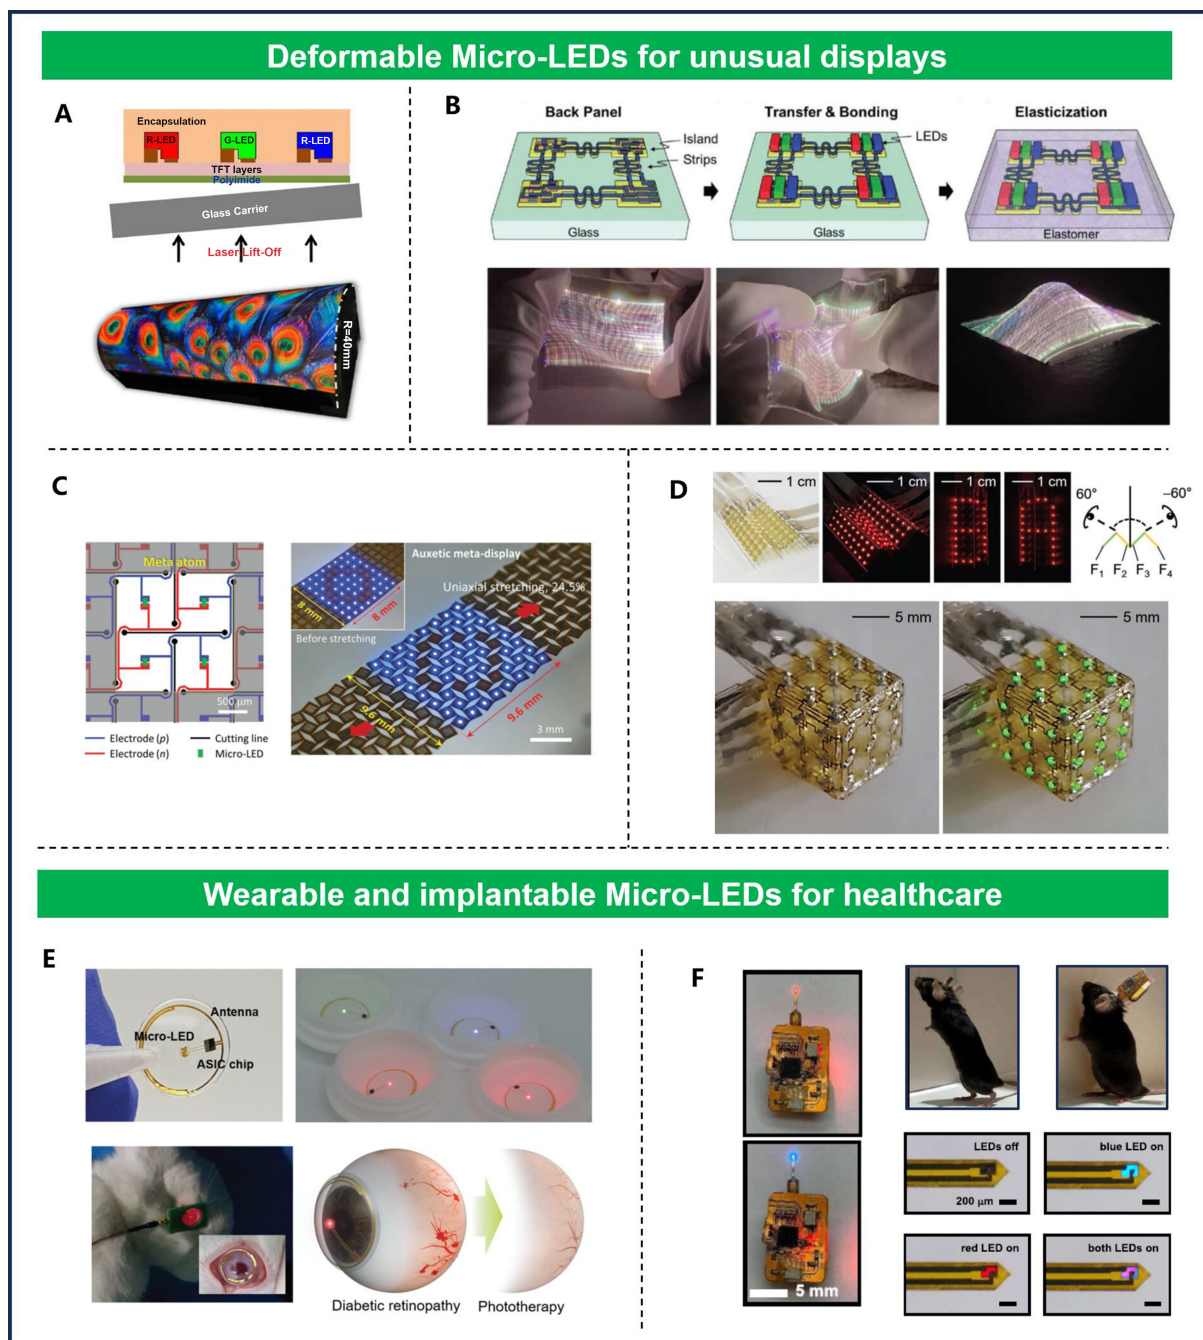 Deformable Micro-LEDs for unusual displays
A
Encapsulation
R-LED
G-LED
R-LED
TFT layers
Polyimide
Glass Carrier
Laser Lift-Off
R=40mm
B
Back Panel
Transfer & Bonding
Elasticization
Island
Strips
LEDs
Glass
Glass
Elastomer
C
Meta atom
500 µm
Electrode (p)
Cutting line
Electrode (n)
Micro-LED
Auxetic meta-display
Uniaxial stretching, 24.5%
8 mm
8 mm
Before stretching
9.6 mm
9.6 mm
3 mm
D
1 cm
1 cm
1 cm
1 cm
60°
–60°
F1 F2 F3 F4
5 mm
5 mm
Wearable and implantable Micro-LEDs for healthcare
E
Antenna
Micro-LED
ASIC chip
Diabetic retinopathy
Phototherapy
F
5 mm
LEDs off
200 µm
blue LED on
red LED on
both LEDs on